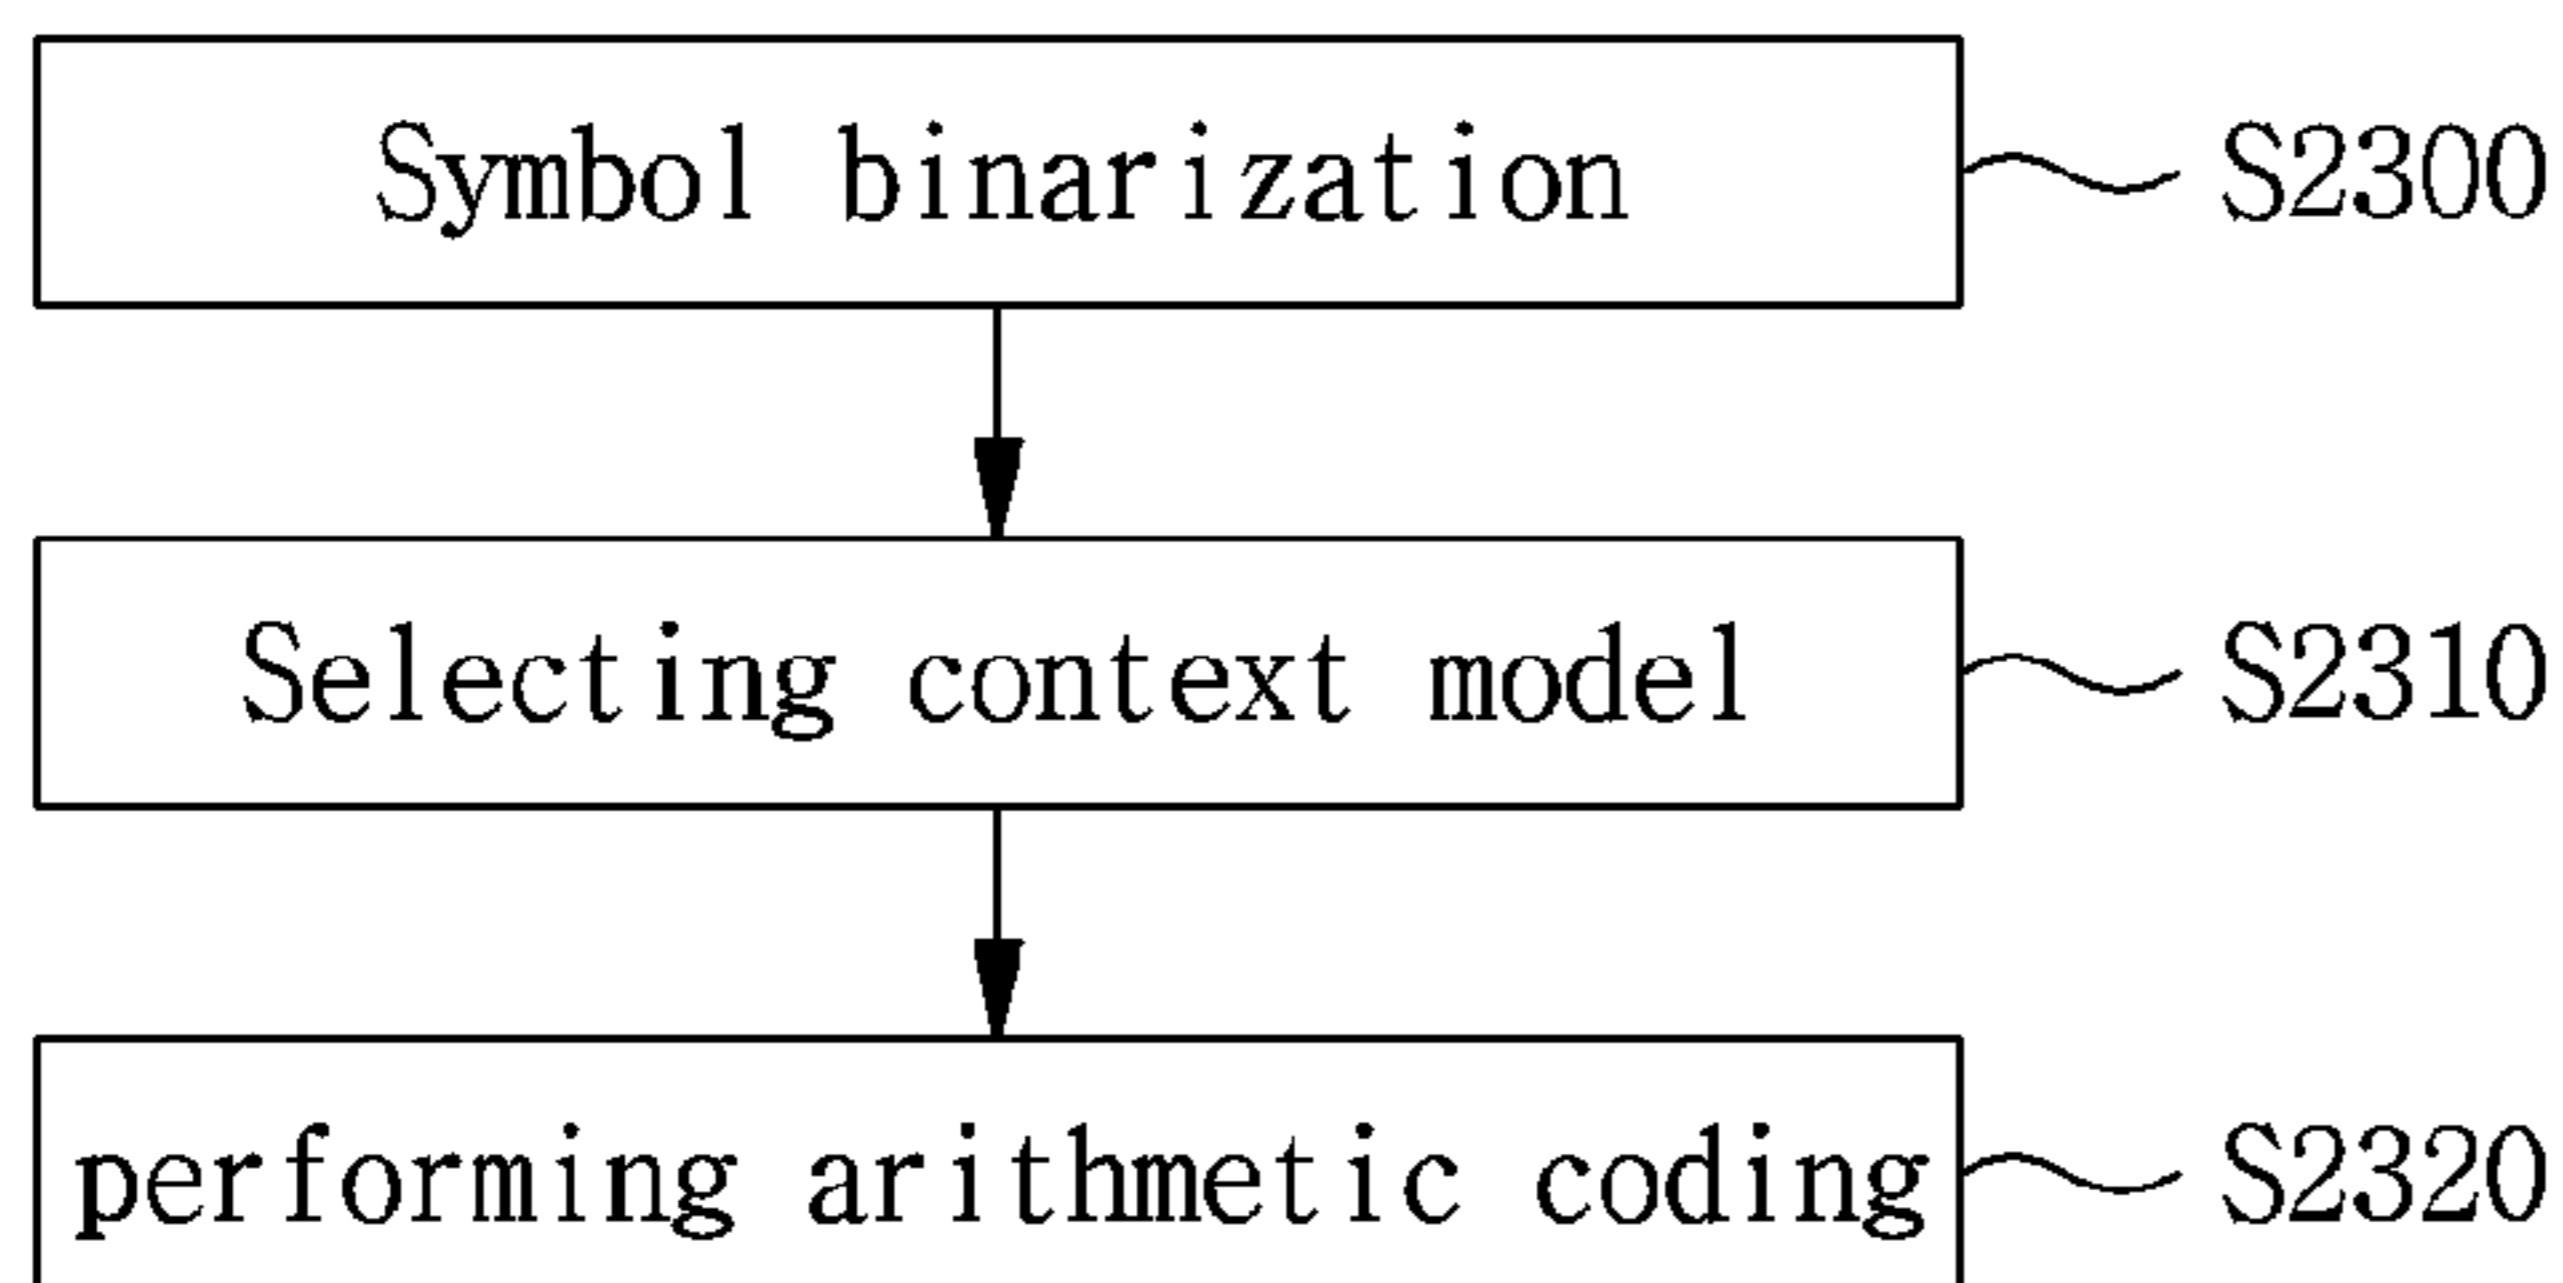 Symbol binarization S2300
Selecting context model S2310
performing arithmetic coding S2320